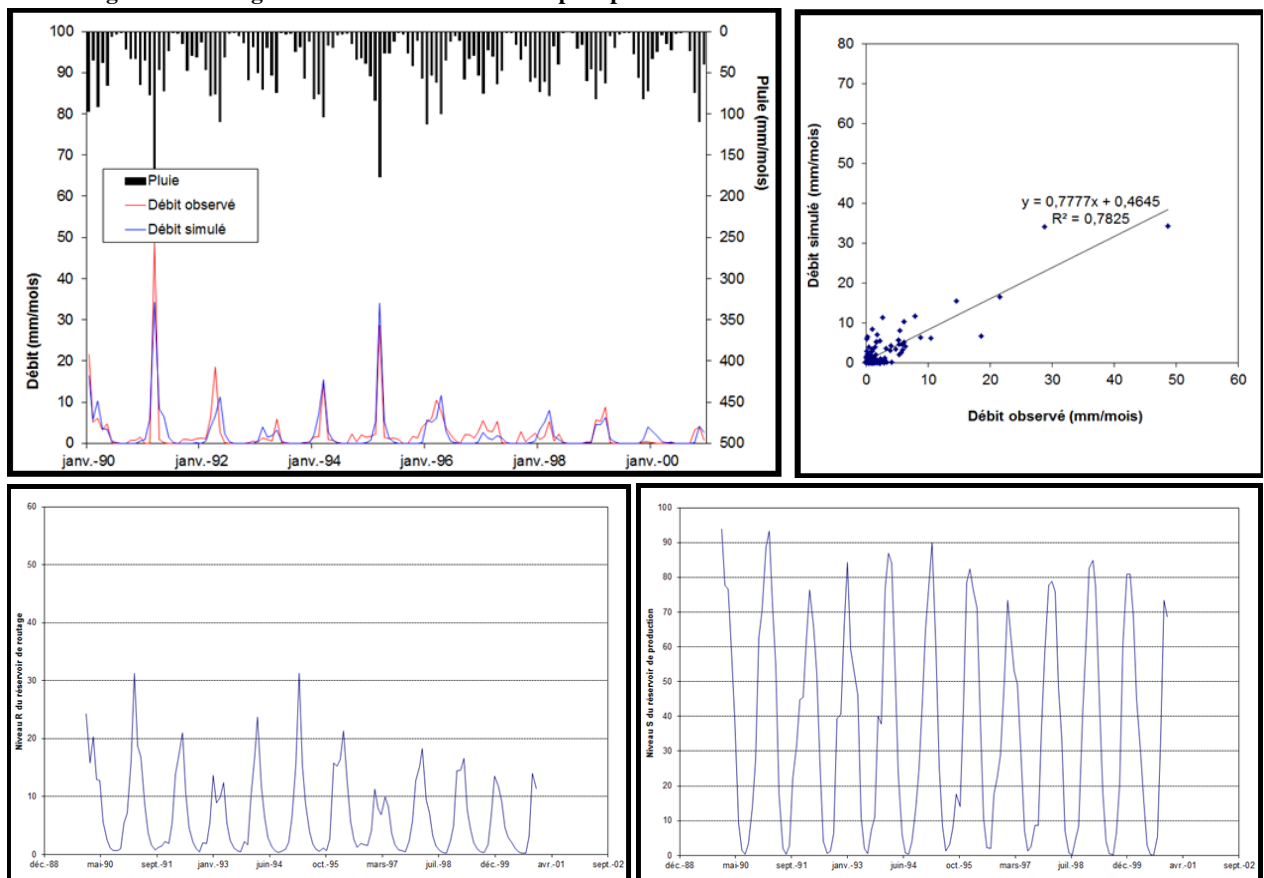 100
90
80
70
60
50
40
30
20
10
0
Débit (mm/mois)
0
50
100
150
200
250
300
350
400
450
500
Pluie (mm/mois)
Pluie
Débit observé
Débit simulé
janv.-90
janv.-92
janv.-94
janv.-96
janv.-98
janv.-00
80
70
60
50
40
30
20
10
0
Débit simulé (mm/mois)
y = 0,7777x + 0,4645
R² = 0,7825
0
10
20
30
40
50
60
Débit observé (mm/mois)
60
50
40
30
20
10
0
Niveau R du réservoir de routage
déc.-88
mai-90
sept.-91
janv.-93
juin-94
oct.-95
mars-97
juil.-98
déc.-99
avr.-01
sept.-02
100
90
80
70
60
50
40
30
20
10
0
Niveau S du réservoir de production
déc.-88
mai-90
sept.-91
janv.-93
juin-94
oct.-95
mars-97
juil.-98
déc.-99
avr.-01
sept.-02